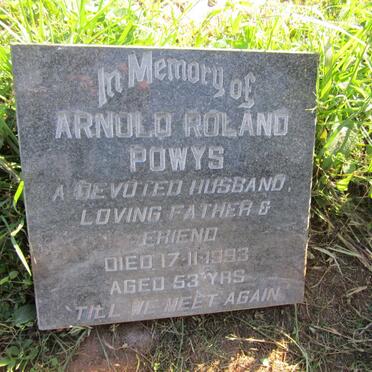 In Memory of
ARNOLD ROLAND
POWYS
A DEVOTED HUSBAND,
LOVING FATHER &
FRIEND
DIED 17·11·1993
AGED 53 YRS
'TILL WE MEET AGAIN'